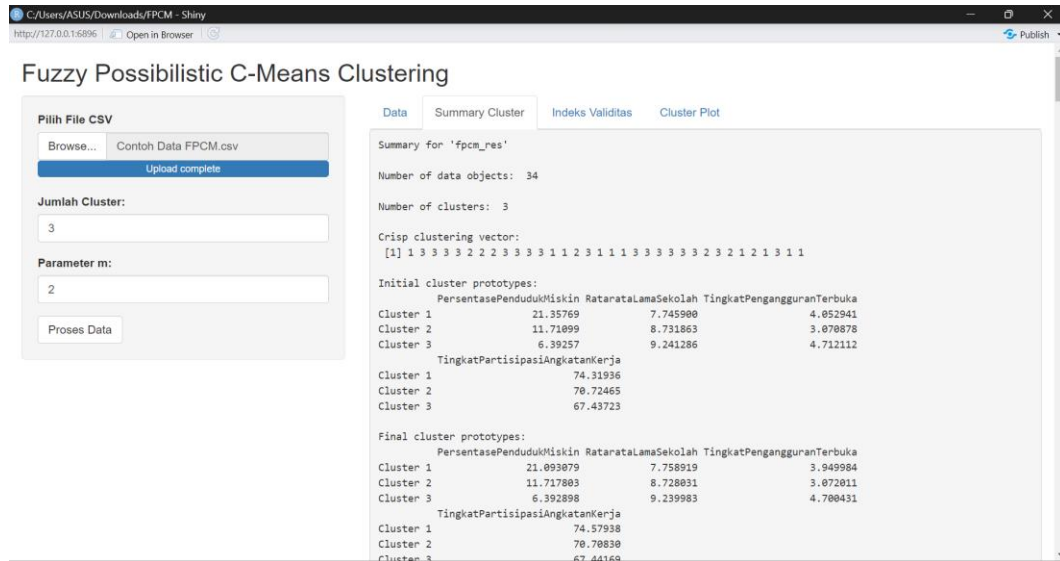 C:/Users/ASUS/Downloads/FPCM - Shiny
http://127.0.0.1:6896 Open in Browser Publish
Fuzzy Possibilistic C-Means Clustering
Pilih File CSV
Browse... Contoh Data FPCM.csv
Upload complete
Jumlah Cluster:
3
Parameter m:
2
Proses Data
Data Summary Cluster Indeks Validitas Cluster Plot
Summary for 'fpcm_res'
Number of data objects: 34
Number of clusters: 3
Crisp clustering vector:
[1] 1 3 3 3 3 2 2 2 3 3 3 3 1 1 2 3 1 1 1 3 3 3 3 3 3 2 3 2 1 2 1 3 1 1
Initial cluster prototypes:
PersentasePendudukMiskin RatarataLamaSekolah TingkatPengangguranTerbuka
Cluster 1 21.35769 7.745900 4.052941
Cluster 2 11.71099 8.731863 3.070878
Cluster 3 6.39257 9.241286 4.712112
TingkatPartisipasiAngkatanKerja
Cluster 1 74.31936
Cluster 2 70.72465
Cluster 3 67.43723
Final cluster prototypes:
PersentasePendudukMiskin RatarataLamaSekolah TingkatPengangguranTerbuka
Cluster 1 21.093079 7.758919 3.949984
Cluster 2 11.717803 8.728031 3.072011
Cluster 3 6.392898 9.239983 4.700431
TingkatPartisipasiAngkatanKerja
Cluster 1 74.57938
Cluster 2 70.70830
Cluster 3 67.44169